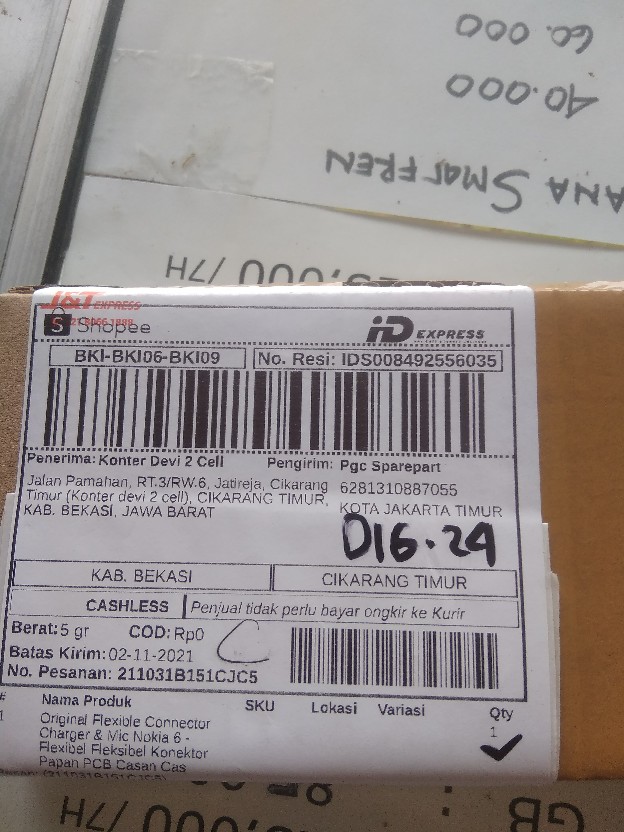 60.000
40.000
ANA SMARFREN
.000 /7H
J&T EXPRESS
Shopee
iD EXPRESS
BKI-BKI06-BKI09
No. Resi: IDS008492556035
Penerima: Konter Devi 2 Cell
Pengirim: Pgc Sparepart
Jalan Pamahan, RT.3/RW.6, Jatireja, Cikarang
Timur (Konter devi 2 cell), CIKARANG TIMUR,
KAB. BEKASI, JAWA BARAT
6281310887055
KOTA JAKARTA TIMUR
D16.24
KAB. BEKASI
CIKARANG TIMUR
CASHLESS
Penjual tidak perlu bayar ongkir ke Kurir
Berat: 5 gr
COD: Rp0
C
Batas Kirim: 02-11-2021
No. Pesanan: 211031B151CJC5
# Nama Produk SKU Lokasi Variasi Qty
1 Original Flexible Connector 1
Charger & Mic Nokia 6 -
Flexibel Fleksibel Konektor
Papan PCB Casan Cas
GB :
.000 /7H